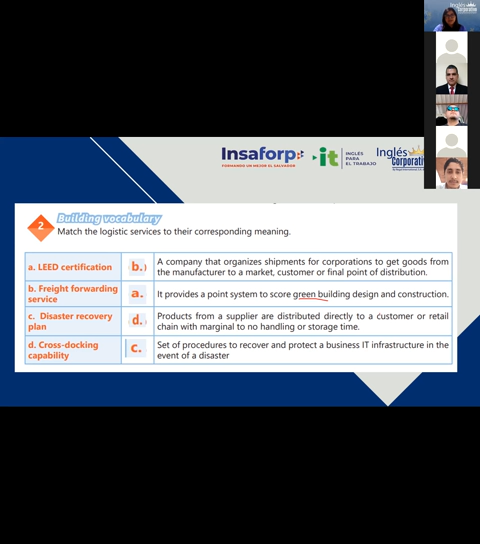 Inglés
Corporativo
Insaforp
FORMANDO UN MEJOR EL SALVADOR
it
INGLÉS
PARA
EL TRABAJO
Inglés
Corporativo
2
Building vocabulary
Match the logistic services to their corresponding meaning.
a. LEED certification
b.
A company that organizes shipments for corporations to get goods from
the manufacturer to a market, customer or final point of distribution.
b. Freight forwarding
service
a.
It provides a point system to score green building design and construction.
c. Disaster recovery
plan
d.
Products from a supplier are distributed directly to a customer or retail
chain with marginal to no handling or storage time.
d. Cross-docking
capability
c.
Set of procedures to recover and protect a business IT infrastructure in the
event of a disaster